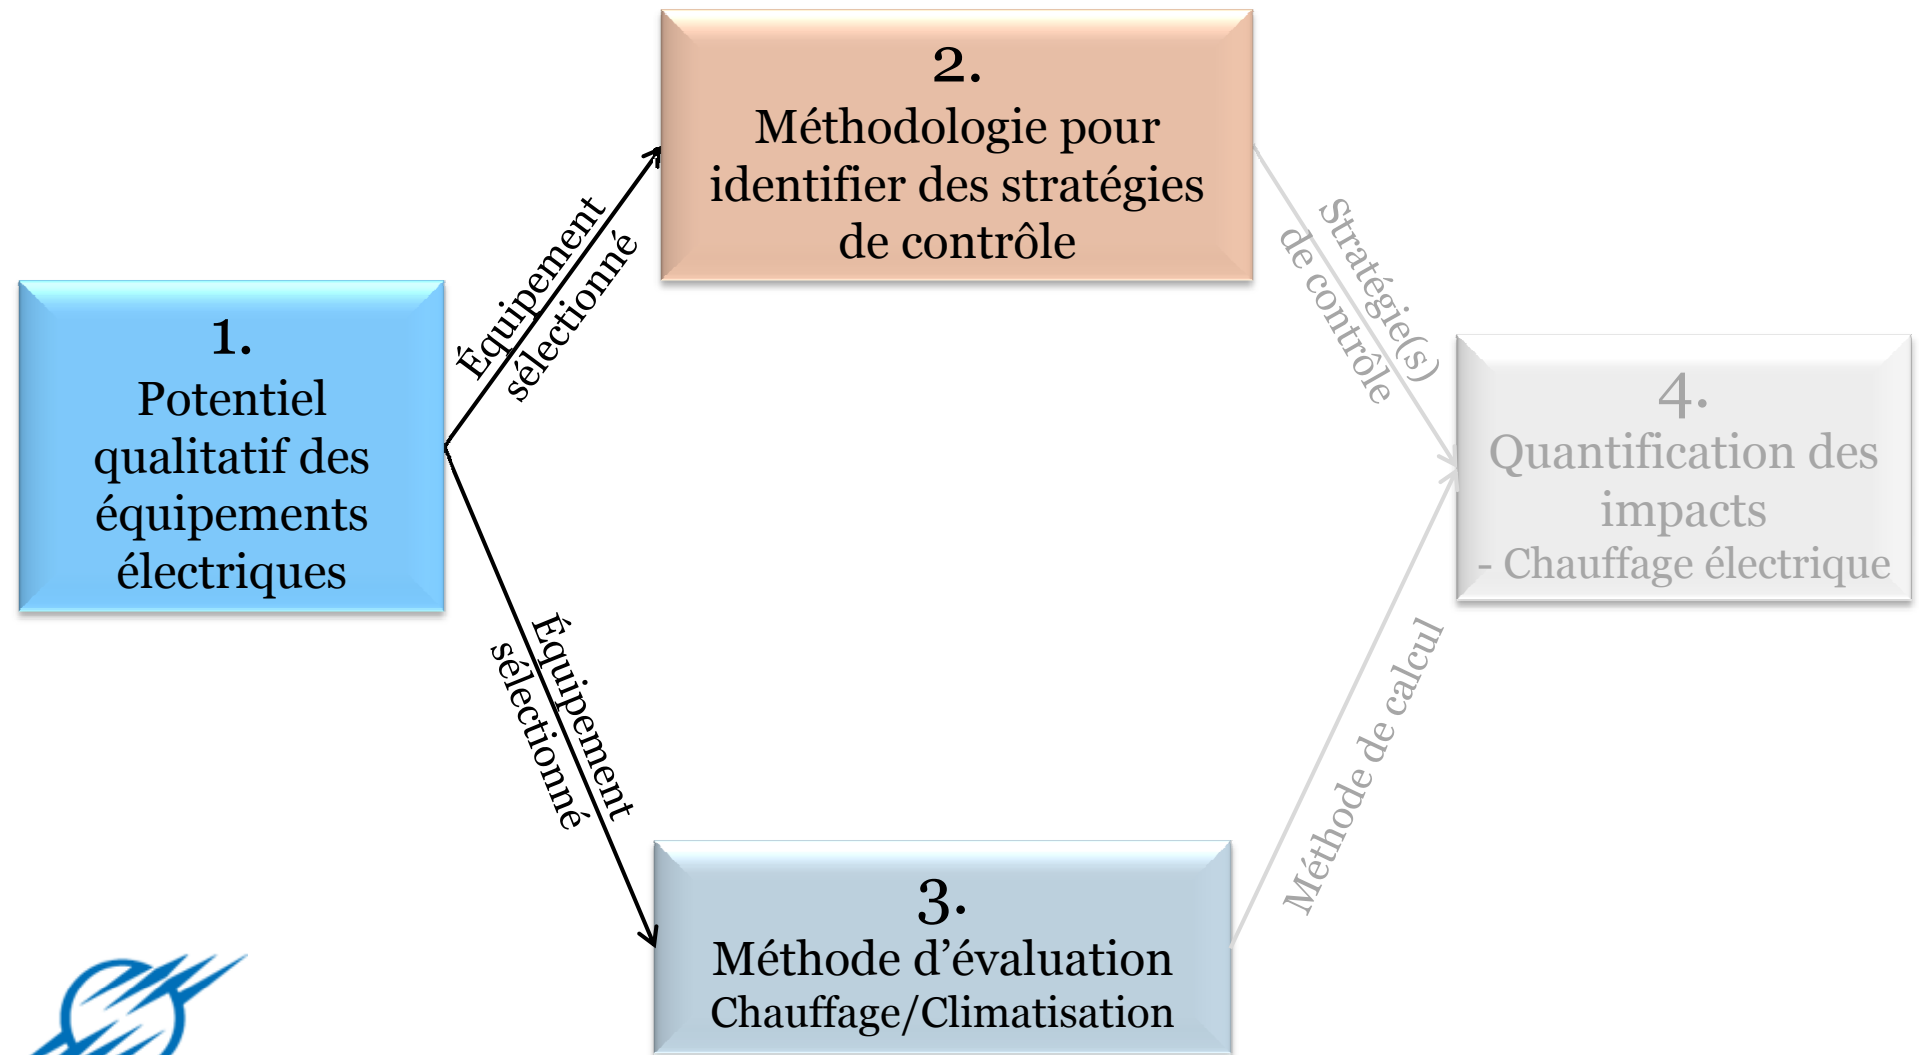 1.
Potentiel
qualitatif des
équipements
électriques
Équipement
sélectionné
2.
Méthodologie pour
identifier des stratégies
de contrôle
Équipement
sélectionné
3.
Méthode d’évaluation
Chauffage/Climatisation
Stratégie(s)
de contrôle
Méthode de calcul
4.
Quantification des
impacts
- Chauffage électrique